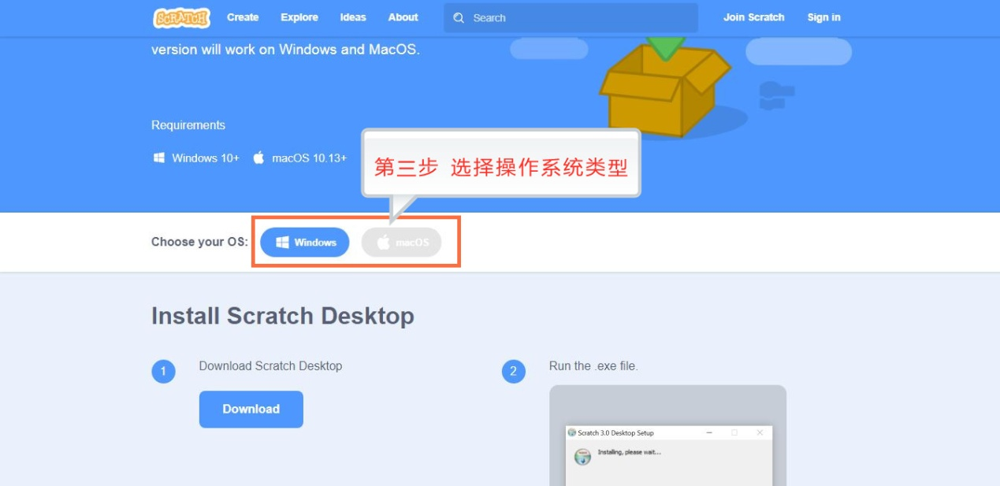 SCRATCH Create Explore Ideas About Search Join Scratch Sign in
version will work on Windows and MacOS.
Requirements
Windows 10+ macOS 10.13+
第三步 选择操作系统类型
Choose your OS: Windows macOS
Install Scratch Desktop
1 Download Scratch Desktop
Download
2 Run the .exe file.
Scratch 3.0 Desktop Setup
Installing, please wait...